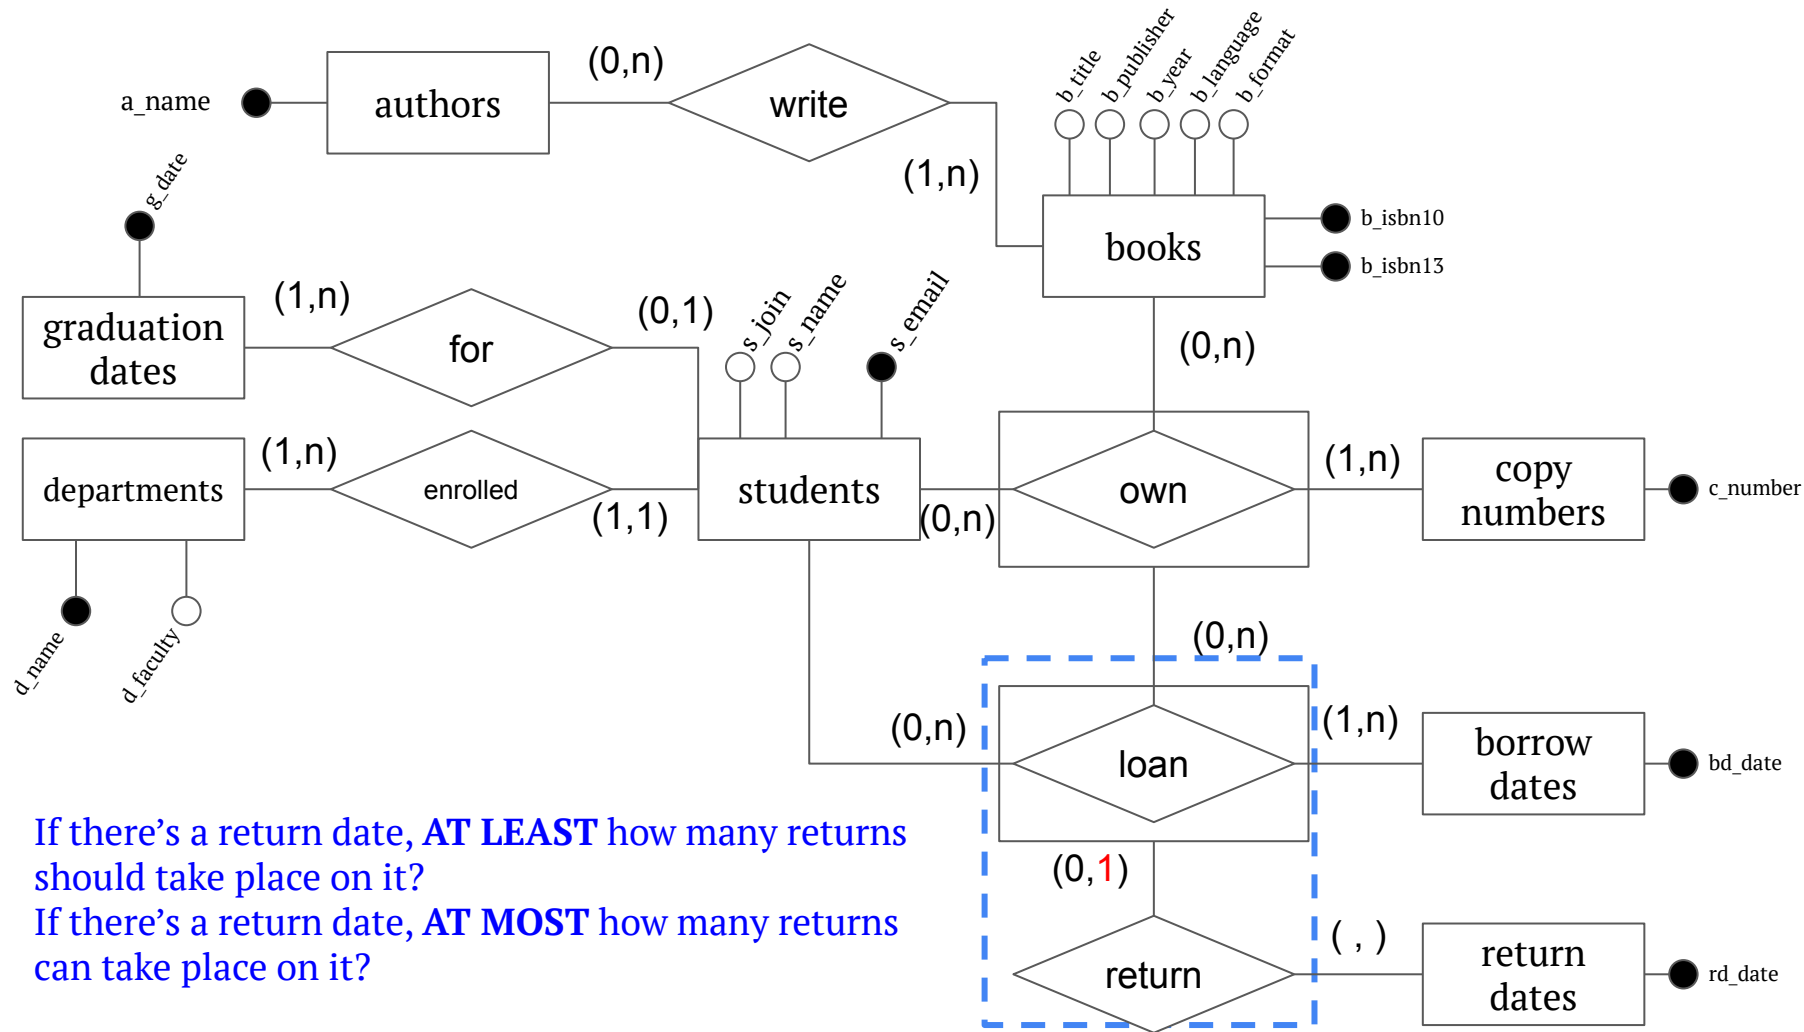 b_title
b_publisher
b_year
b_language
b_format
a_name
authors
(0,n)
write
(1,n)
books
b_isbn10
b_isbn13
g_date
graduation
dates
(1,n)
for
(0,1)
s_join
s_name
s_email
(0,n)
departments
(1,n)
enrolled
(1,1)
students
(0,n)
own
(1,n)
copy
numbers
c_number
d_name
d_faculty
(0,n)
(0,n)
loan
(1,n)
borrow
dates
bd_date
If there’s a return date, AT LEAST how many returns
should take place on it?
If there’s a return date, AT MOST how many returns
can take place on it?
(0,1)
return
( , )
return
dates
rd_date